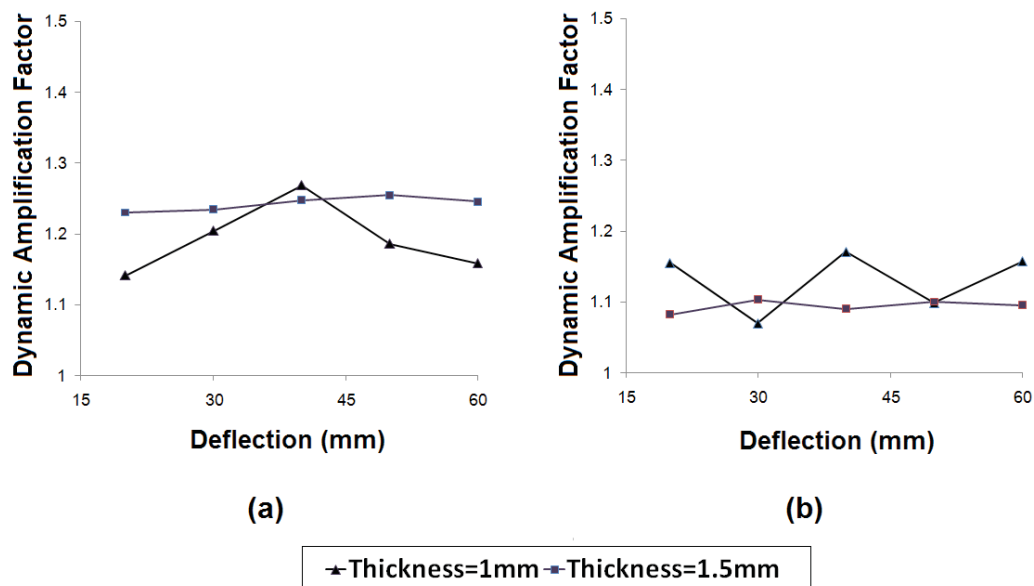 Dynamic Amplification Factor
1.5
1.4
1.3
1.2
1.1
1
15 30 45 60
Deflection (mm)
(a)
Dynamic Amplification Factor
1.5
1.4
1.3
1.2
1.1
1
15 30 45 60
Deflection (mm)
(b)
Thickness=1mm Thickness=1.5mm